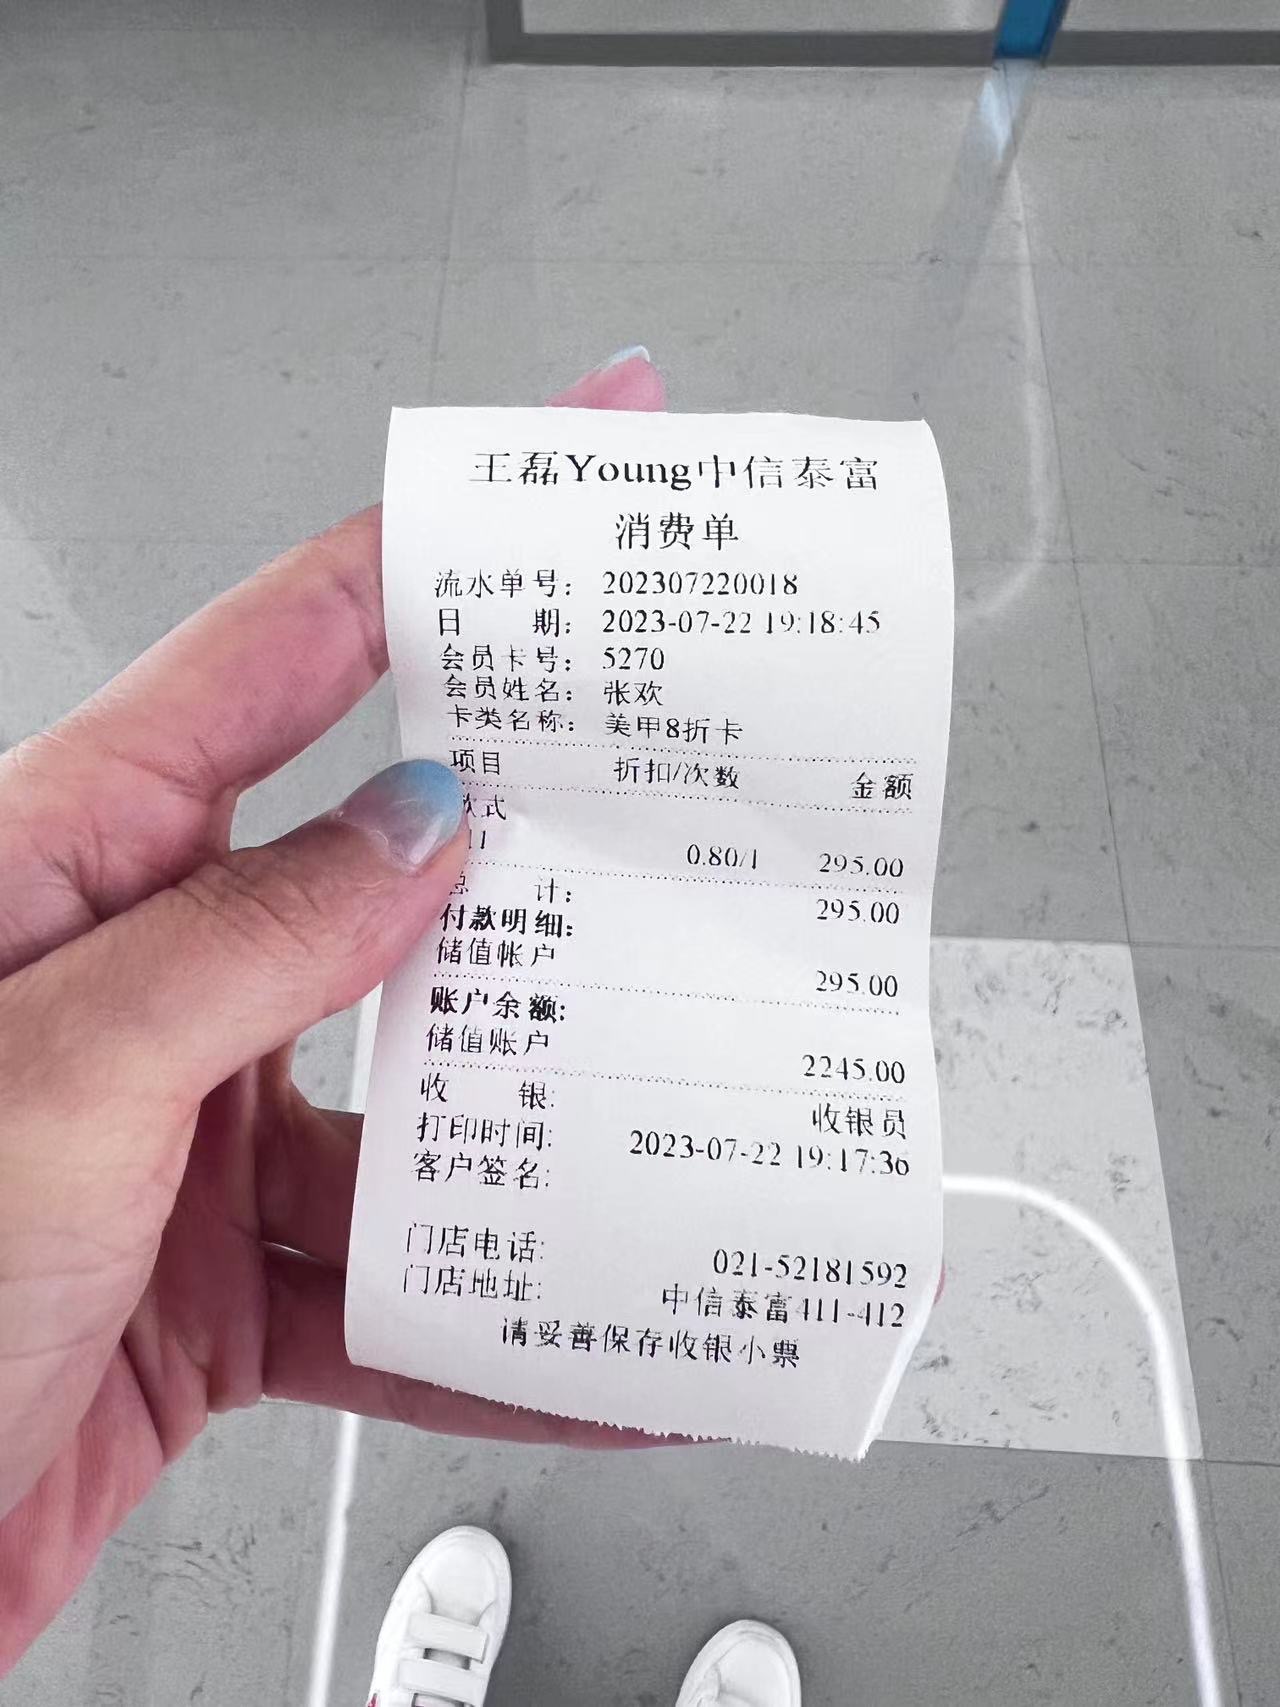 王磊Young中信泰富
消费单
流水单号： 202307220018
日 期： 2023-07-22 19:18:45
会员卡号： 5270
会员姓名： 张欢
卡类名称： 美甲8折卡
项目 折扣/次数 金额
款式
0.80/1 295.00
总 计： 295.00
付款明细：
储值帐户 295.00
账户余额：
储值账户 2245.00
收 银： 收银员
打印时间： 2023-07-22 19:17:36
客户签名：
门店电话： 021-52181592
门店地址： 中信泰富411-412
请妥善保存收银小票